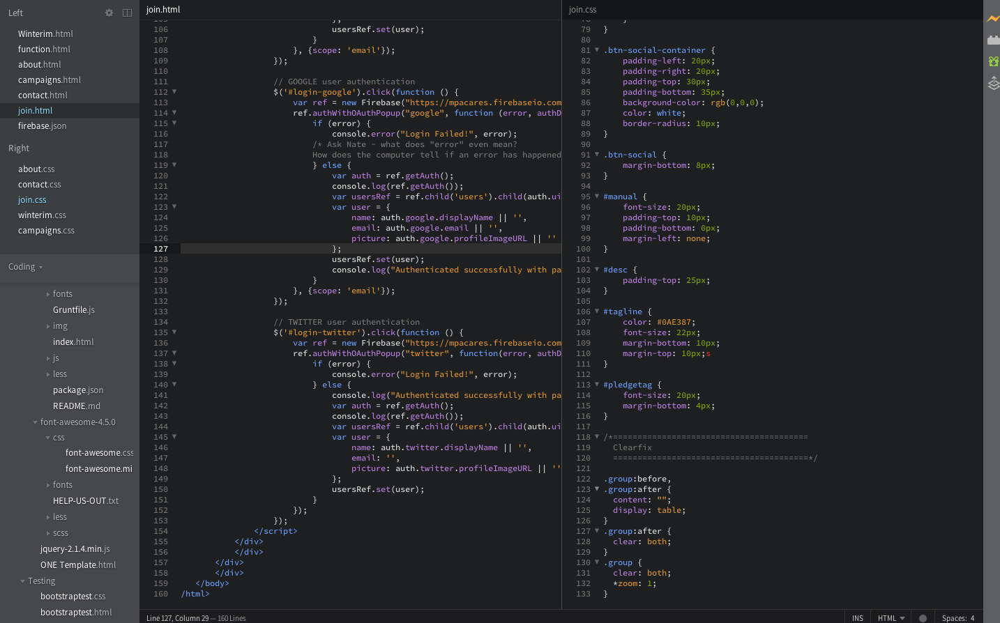 Left
Winterim.html
function.html
about.html
campaigns.html
contact.html
join.html
firebase.json
Right
about.css
contact.css
join.css
winterim.css
campaigns.css
Coding
fonts
Gruntfile.js
img
index.html
js
less
package.json
README.md
font-awesome-4.5.0
css
font-awesome.css
font-awesome.mi
fonts
HELP-US-OUT.txt
less
scss
jquery-2.1.4.min.js
ONE Template.html
Testing
bootstraptest.css
bootstraptest.html
join.html
106 usersRef.set(user);
107 }
108 }, {scope: 'email'});
109 });
110
111 // GOOGLE user authentication
112 $('#login-google').click(function () {
113 var ref = new Firebase("https://mpacares.firebaseio.com
114 ref.authWithOAuthPopup("google", function (error, authD
115 if (error) {
116 console.error("Login Failed!", error);
117 /* Ask Nate - what does "error" even mean?
118 How does the computer tell if an error has happened
119 } else {
120 var auth = ref.getAuth();
121 console.log(ref.getAuth());
122 var usersRef = ref.child('users').child(auth.ui
123 var user = {
124 name: auth.google.displayName || '',
125 email: auth.google.email || '',
126 picture: auth.google.profileImageURL || ''
127 };
128 usersRef.set(user);
129 console.log("Authenticated successfully with pa
130 }
131 }, {scope: 'email'});
132 });
133
134 // TWITTER user authentication
135 $('#login-twitter').click(function () {
136 var ref = new Firebase("https://mpacares.firebaseio.com
137 ref.authWithOAuthPopup("twitter", function(error, authD
138 if (error) {
139 console.error("Login Failed!", error);
140 } else {
141 console.log("Authenticated successfully with pa
142 var auth = ref.getAuth();
143 console.log(ref.getAuth());
144 var usersRef = ref.child('users').child(auth.ui
145 var user = {
146 name: auth.twitter.displayName || '',
147 email: '',
148 picture: auth.twitter.profileImageURL || ''
149 };
150 usersRef.set(user);
151 }
152 });
153 });
154 </script>
155 </div>
156 </div>
157 </div>
158 </div>
159 </body>
160 /html>
join.css
79 }
80
81 .btn-social-container {
82 padding-left: 20px;
83 padding-right: 20px;
84 padding-top: 30px;
85 padding-bottom: 35px;
86 background-color: rgb(0,0,0);
87 color: white;
88 border-radius: 10px;
89 }
90
91 .btn-social {
92 margin-bottom: 8px;
93 }
94
95 #manual {
96 font-size: 20px;
97 padding-top: 10px;
98 padding-bottom: 0px;
99 margin-left: none;
100 }
101
102 #desc {
103 padding-top: 25px;
104 }
105
106 #tagline {
107 color: #0AE387;
108 font-size: 22px;
109 margin-bottom: 10px;
110 margin-top: 10px;s
111 }
112
113 #pledgetag {
114 font-size: 20px;
115 margin-bottom: 4px;
116 }
117
118 /*========================================
119 Clearfix
120 ========================================*/
121
122 .group:before,
123 .group:after {
124 content: "";
125 display: table;
126 }
127 .group:after {
128 clear: both;
129 }
130 .group {
131 clear: both;
132 *zoom: 1;
133 }
Line 127, Column 29 — 160 Lines
INS
HTML
Spaces: 4